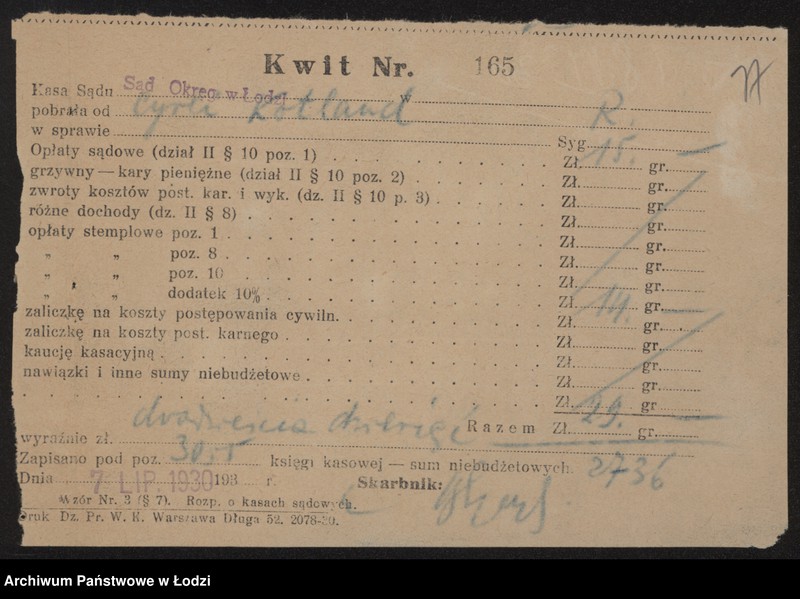 Kwit Nr. 165
Kasa Sądu Sąd Okręg. w Łodzi w
pobrała od Cyrli Rotland R.
w sprawie Syg.
Opłaty sądowe (dział II § 10 poz. 1) Zł. 15. gr. —
grzywny — kary pieniężne (dział II § 10 poz. 2) Zł. gr.
zwroty kosztów post. kar. i wyk. (dz. II § 10 p. 3) Zł. gr.
różne dochody (dz. II § 8) Zł. gr.
opłaty stemplowe poz. 1 Zł. gr.
„ „ poz. 8 Zł. gr.
„ „ poz. 10 Zł. gr.
„ „ dodatek 10% Zł. gr.
zaliczkę na koszty postępowania cywiln. Zł. 14. gr. —
zaliczkę na koszty post. karnego Zł. gr.
kaucję kasacyjną Zł. gr.
nawiązki i inne sumy niebudżetowe Zł. gr.
Zł. gr
Razem Zł. 29. gr. —
wyraźnie zł. dwadzieścia dziewięć
Zapisano pod poz. księgi kasowej — sum niebudżetowych. 2736
Dnia 7 LIP. 1930 193 r.
Skarbnik:
Wzór Nr. 3 (§ 7). Rozp. o kasach sądowych.
Druk Dz. Pr. W. K. Warszawa Długa 52. 2078-30.
Archiwum Państwowe w Łodzi